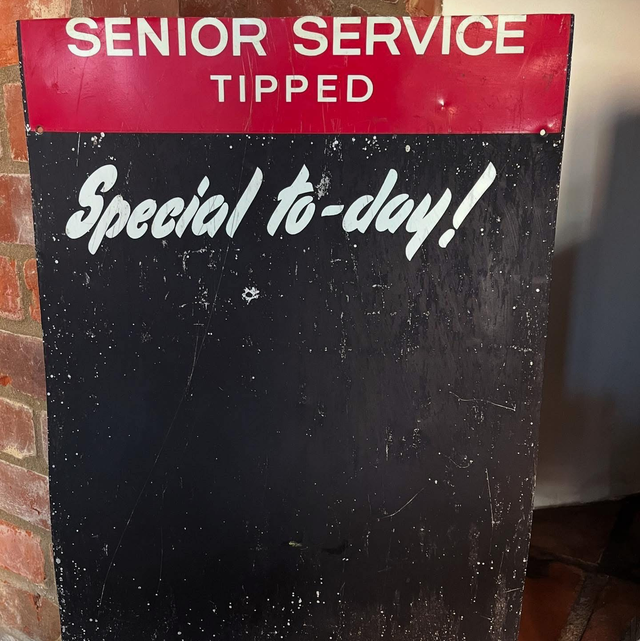 SENIOR SERVICE
TIPPED
Special to-day!